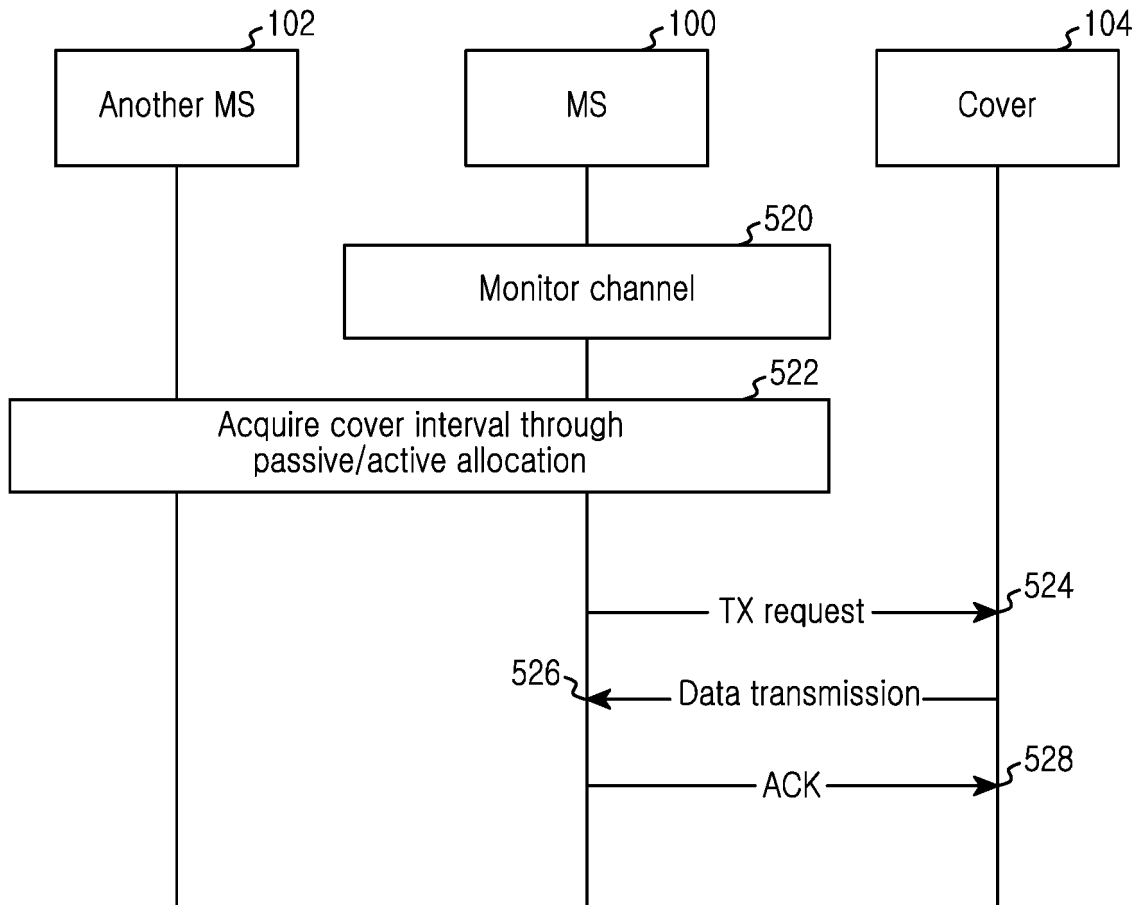 102
100
104
Another MS
MS
Cover
520
Monitor channel
522
Acquire cover interval through
passive/active allocation
TX request
524
526
Data transmission
ACK
528